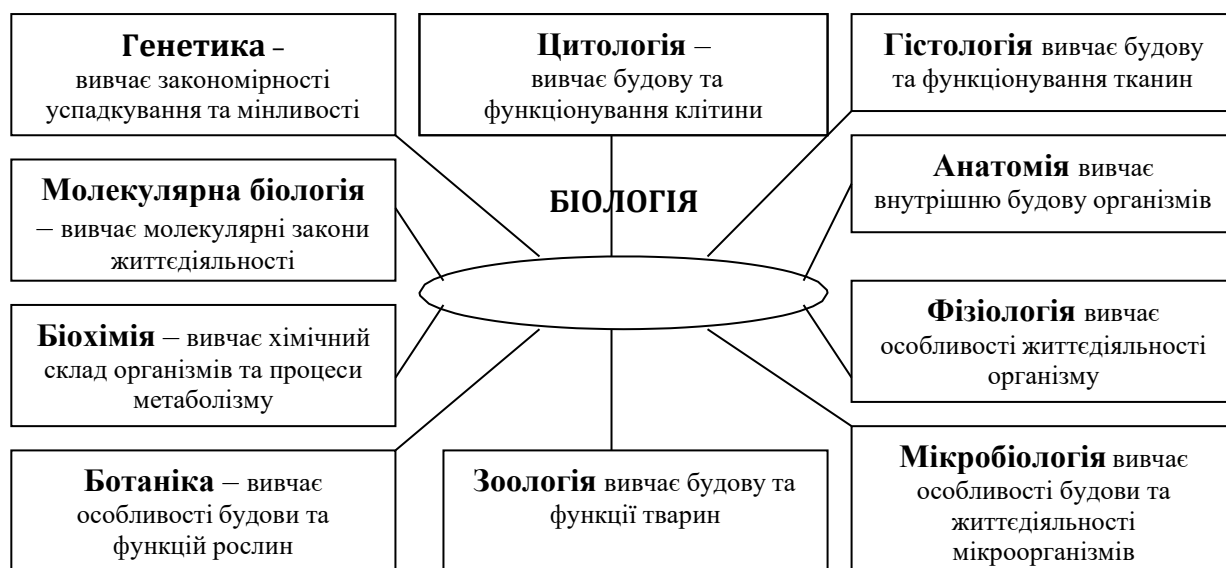 Генетика –
вивчає закономірності
успадкування та мінливості
Цитологія –
вивчає будову та
функціонування клітини
Гістологія вивчає будову
та функціонування тканин
Молекулярна біологія
– вивчає молекулярні закони
життєдіяльності
БІОЛОГІЯ
Анатомія вивчає
внутрішню будову організмів
Біохімія – вивчає хімічний
склад організмів та процеси
метаболізму
Фізіологія вивчає
особливості життєдіяльності
організму
Ботаніка – вивчає
особливості будови та
функцій рослин
Зоологія вивчає будову та
функції тварин
Мікробіологія вивчає
особливості будови та
життєдіяльності
мікроорганізмів